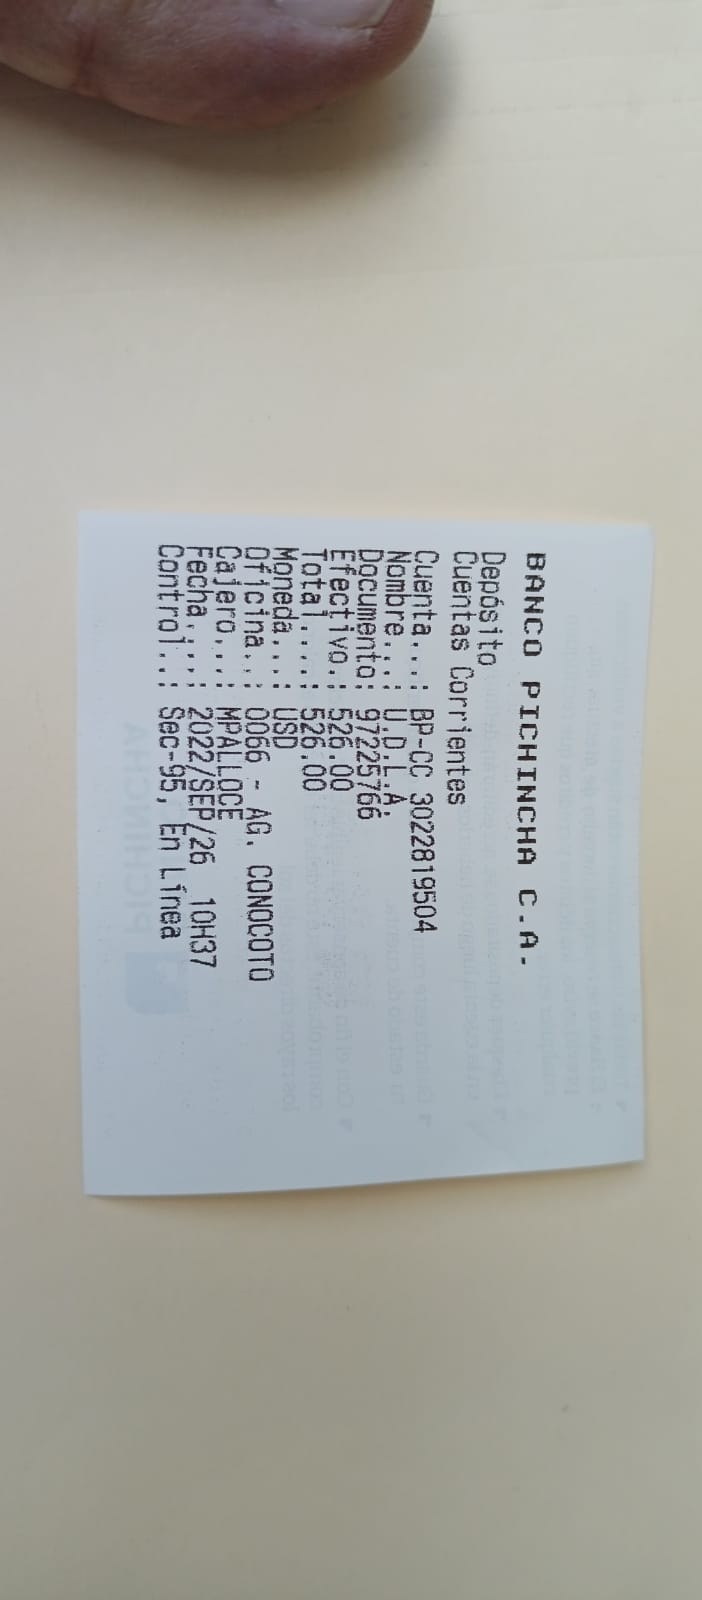 BANCO PICHINCHA C.A.
Depósito
Cuentas Corrientes
Cuenta...: BP-CC 3022819504
Nombre...: U.D.L.A.
Documento: 97225766
Efectivo.: 526.00
Total....: 526.00
Moneda...: USD
Oficina..: 0066 - AG. CONOCOTO
Cajero...: MPALLOCE
Fecha....: 2022/SEP/26 10H37
Control..: Sec-95, En Línea
PICHINCHA